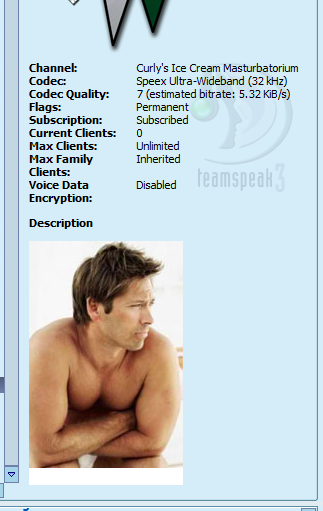 Channel: Curly's Ice Cream Masturbatorium
Codec: Speex Ultra-Wideband (32 kHz)
Codec Quality: 7 (estimated bitrate: 5.32 KiB/s)
Flags: Permanent
Subscription: Subscribed
Current Clients: 0
Max Clients: Unlimited
Max Family Inherited
Clients:
Voice Data Disabled
Encryption:
teamspeak3
Description